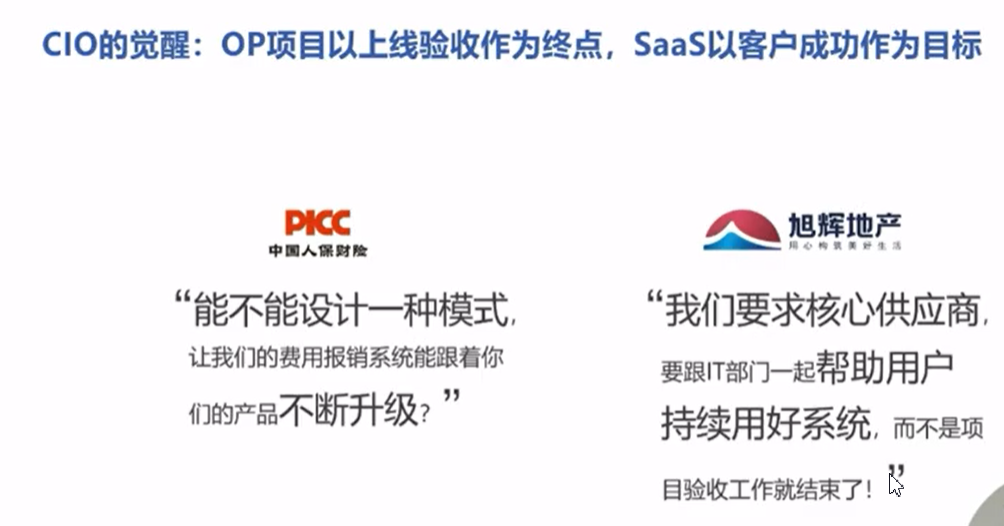 CIO的觉醒：OP项目以上线验收作为终点，SaaS以客户成功作为目标
PICC
中国人保财险
“能不能设计一种模式，
让我们的费用报销系统能跟着你
们的产品不断升级？”
旭辉地产
用心构筑美好生活
“我们要求核心供应商，
要跟IT部门一起帮助用户
持续用好系统，而不是项
目验收工作就结束了！”